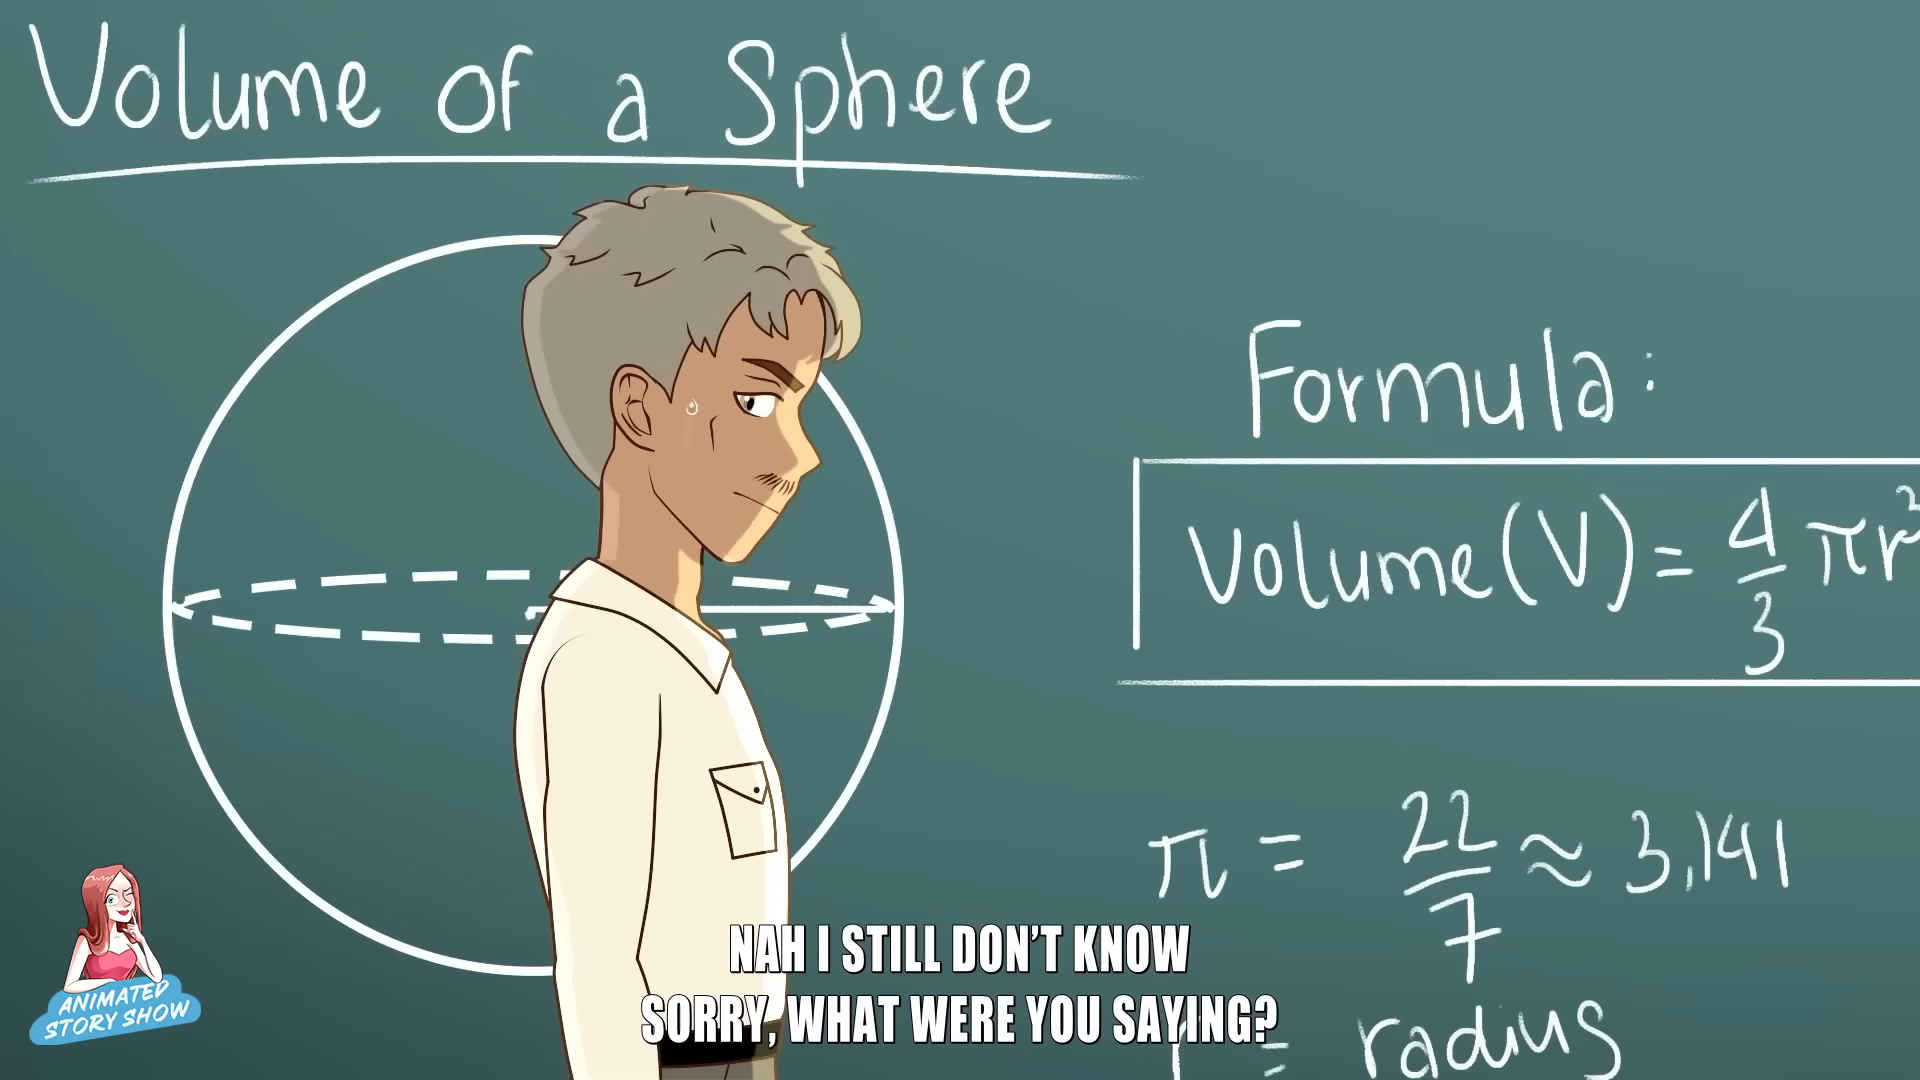 Volume of a Sphere
Formula:
Volume (V) = 4/3 πr³
π = 22/7 ≈ 3,141
r = radius
NAH I STILL DON'T KNOW
SORRY, WHAT WERE YOU SAYING?
ANIMATED
STORY SHOW